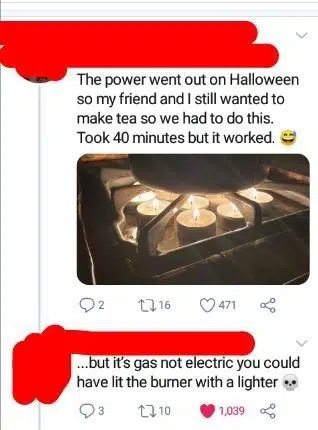 The power went out on Halloween
so my friend and I still wanted to
make tea so we had to do this.
Took 40 minutes but it worked. 😅
2 16 471
...but it's gas not electric you could
have lit the burner with a lighter 💀
3 10 1,039